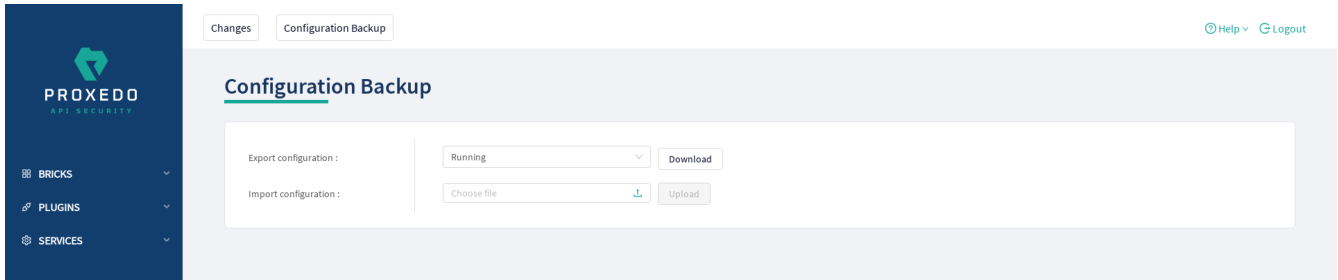 Changes Configuration Backup Help Logout
PROXEDO
API SECURITY
Configuration Backup
Export configuration : Running Download
Import configuration : Choose file Upload
BRICKS
PLUGINS
SERVICES